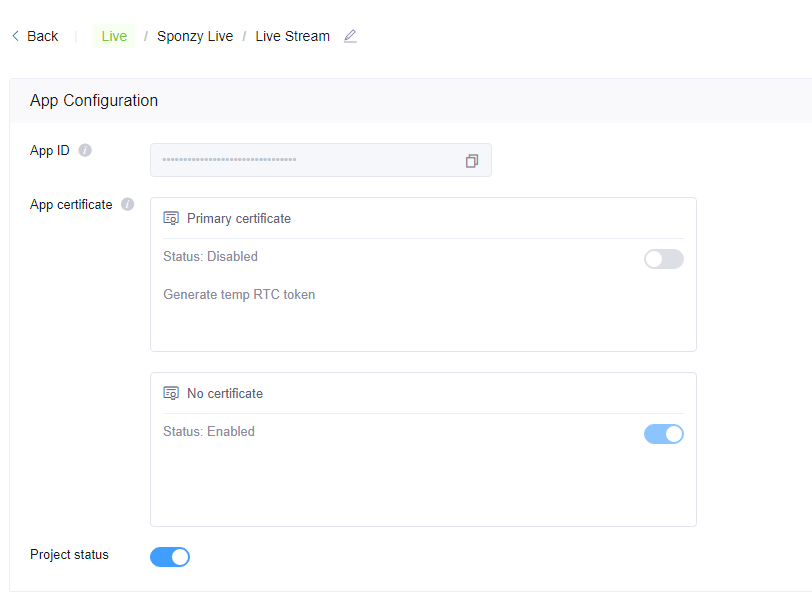 Back | Live / Sponzy Live / Live Stream
App Configuration
App ID
••••••••••••••••••••••••••••••••
App certificate
Primary certificate
Status: Disabled
Generate temp RTC token
No certificate
Status: Enabled
Project status